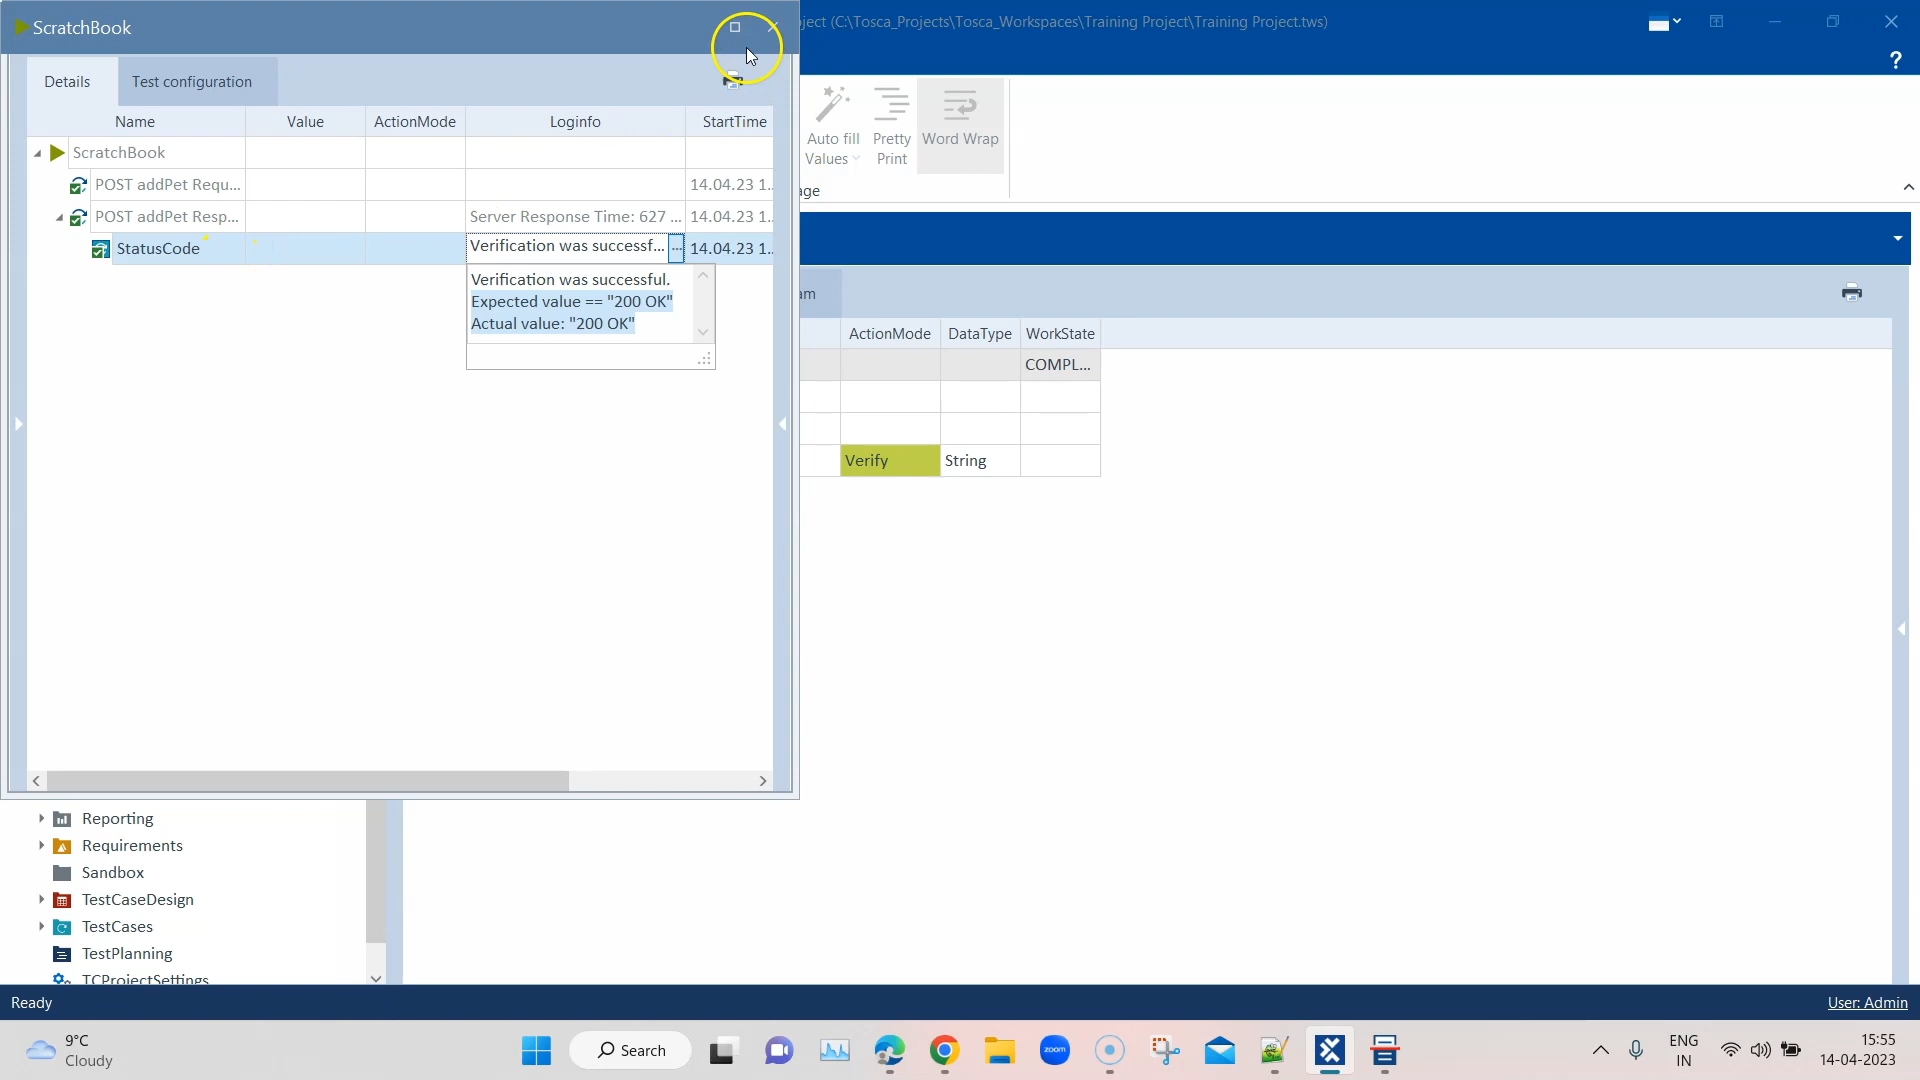 ScratchBook
ject (C:\Tosca_Projects\Tosca_Workspaces\Training Project\Training Project.tws)
?
Details
Test configuration
Auto fill
Values
Pretty
Print
Word Wrap
age
Name
Value
ActionMode
Loginfo
StartTime
ScratchBook
POST addPet Requ...
14.04.23 1..
POST addPet Resp...
Server Response Time: 627 ...
14.04.23 1..
StatusCode
Verification was successf...
...
14.04.23 1..
Verification was successful.
Expected value == "200 OK"
Actual value: "200 OK"
am
ActionMode
DataType
WorkState
COMPL...
Verify
String
Reporting
Requirements
Sandbox
TestCaseDesign
TestCases
TestPlanning
TCProjectSettings
Ready
User: Admin
9°C
Cloudy
Search
zoom
ENG
IN
15:55
14-04-2023